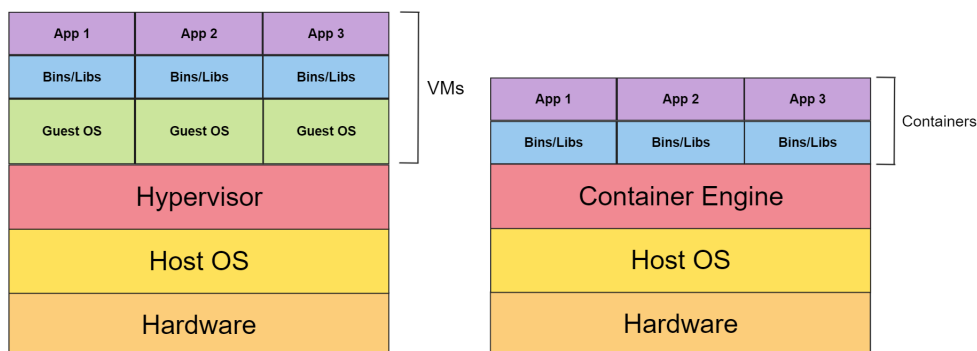 App 1 App 2 App 3
Bins/Libs Bins/Libs Bins/Libs
Guest OS Guest OS Guest OS
VMs
Hypervisor
Host OS
Hardware
App 1 App 2 App 3
Bins/Libs Bins/Libs Bins/Libs
Containers
Container Engine
Host OS
Hardware